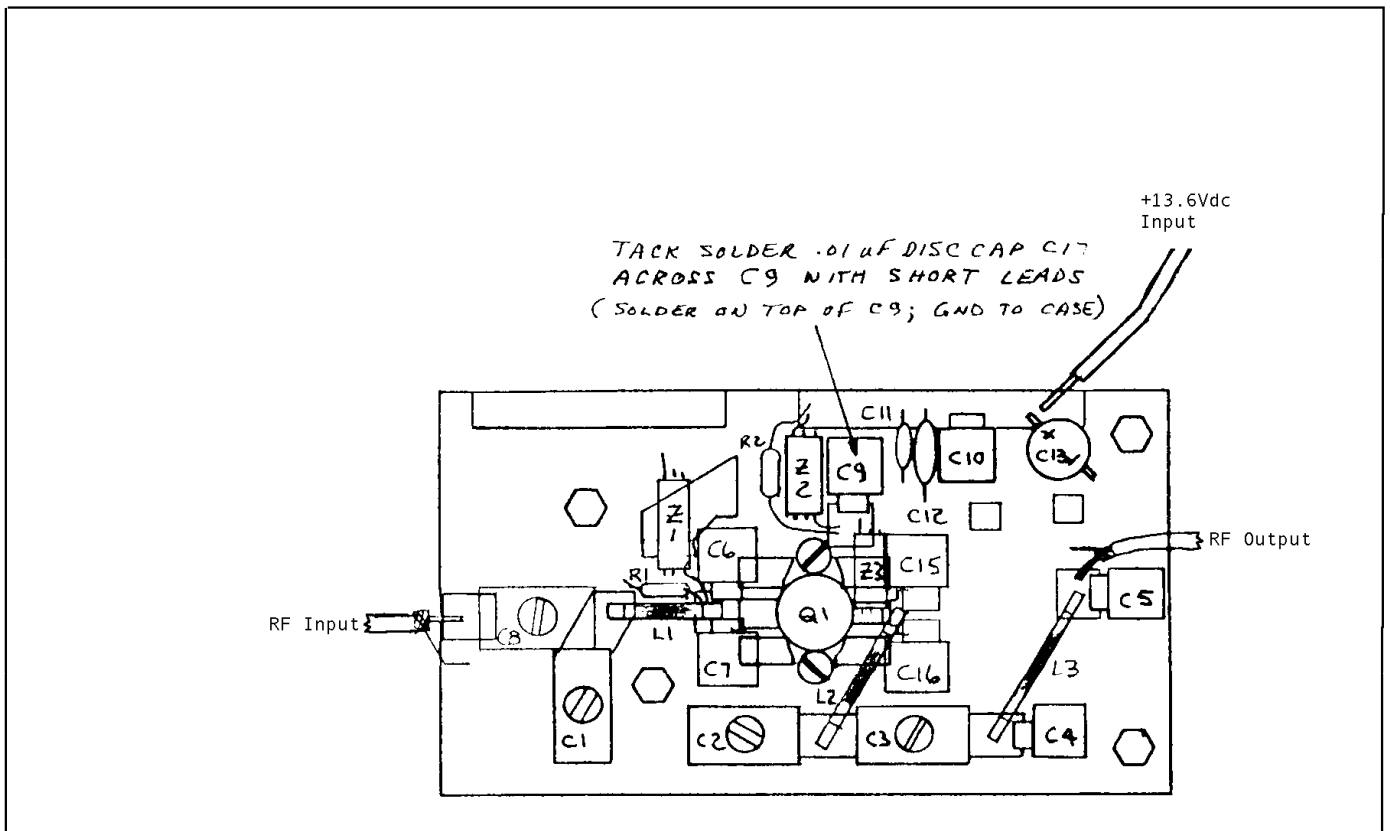 +13.6Vdc
Input
TACK SOLDER .01 uF DISC CAP C17
ACROSS C9 WITH SHORT LEADS
(SOLDER ON TOP OF C9; GND TO CASE)
C11
R2
Z2
C9
C10
C13
C12
Z1
C6
Z3
C15
RF Output
R1
C5
RF Input
C8
L1
Q1
C7
C16
L3
L2
C1
C2
C3
C4